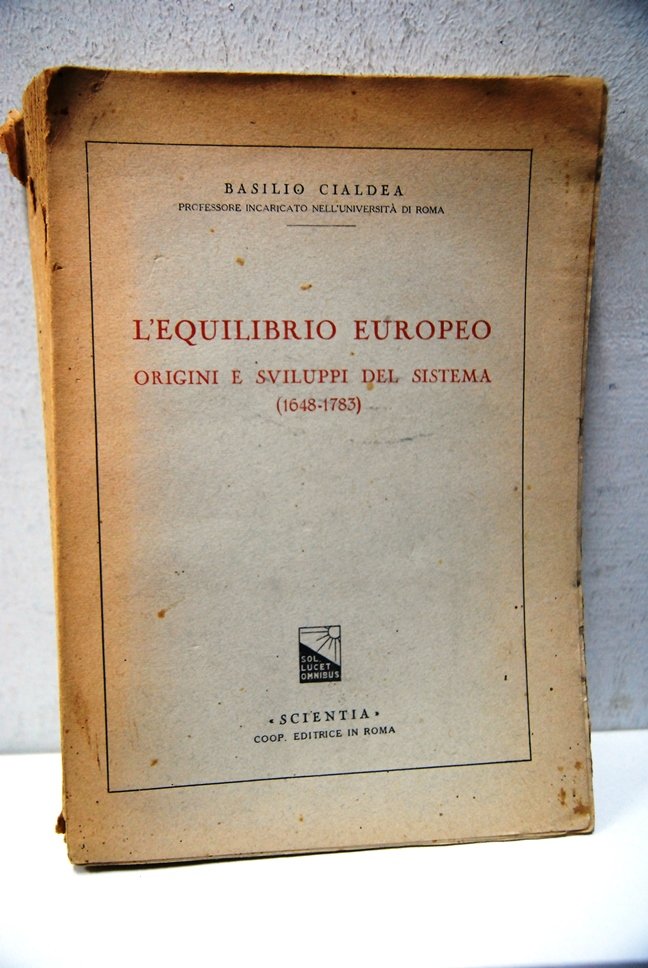 BASILIO CIALDEA
PROFESSORE INCARICATO NELL'UNIVERSITÀ DI ROMA
L'EQUILIBRIO EUROPEO
ORIGINI E SVILUPPI DEL SISTEMA
(1648-1783)
SOL
LUCET
OMNIBUS
«SCIENTIA»
COOP. EDITRICE IN ROMA